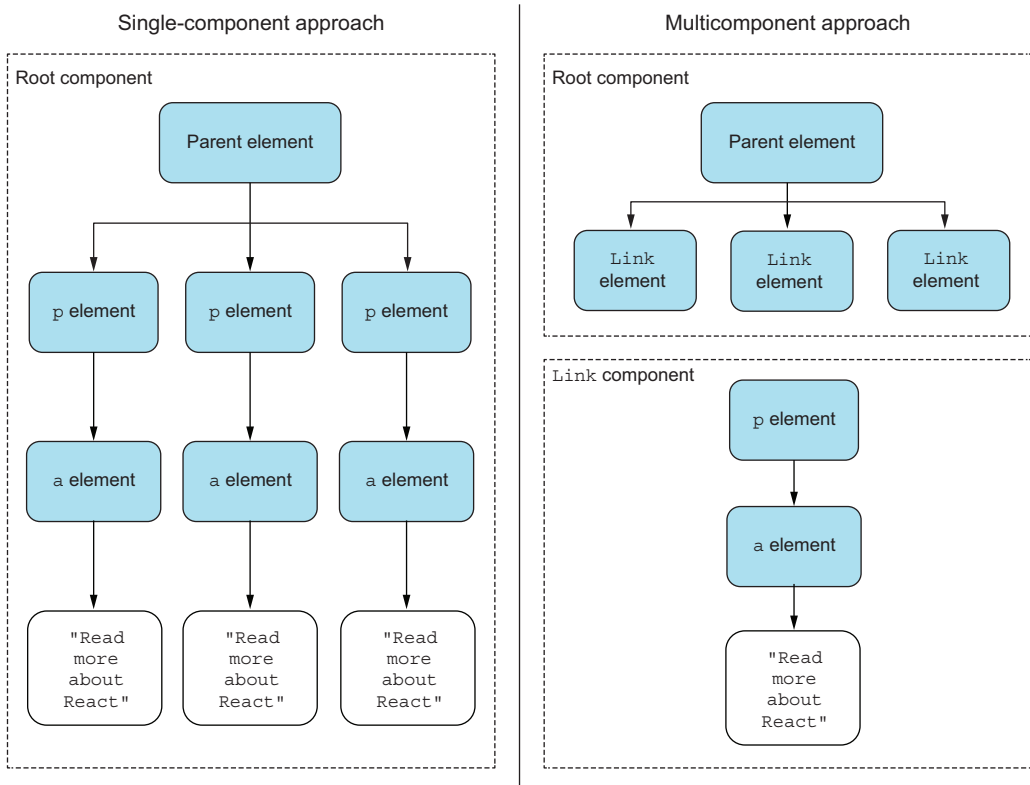 Single-component approach
Root component
Parent element
p element
p element
p element
a element
a element
a element
"Read
more
about
React"
"Read
more
about
React"
"Read
more
about
React"
Multicomponent approach
Root component
Parent element
Link
element
Link
element
Link
element
Link component
p element
a element
"Read
more
about
React"